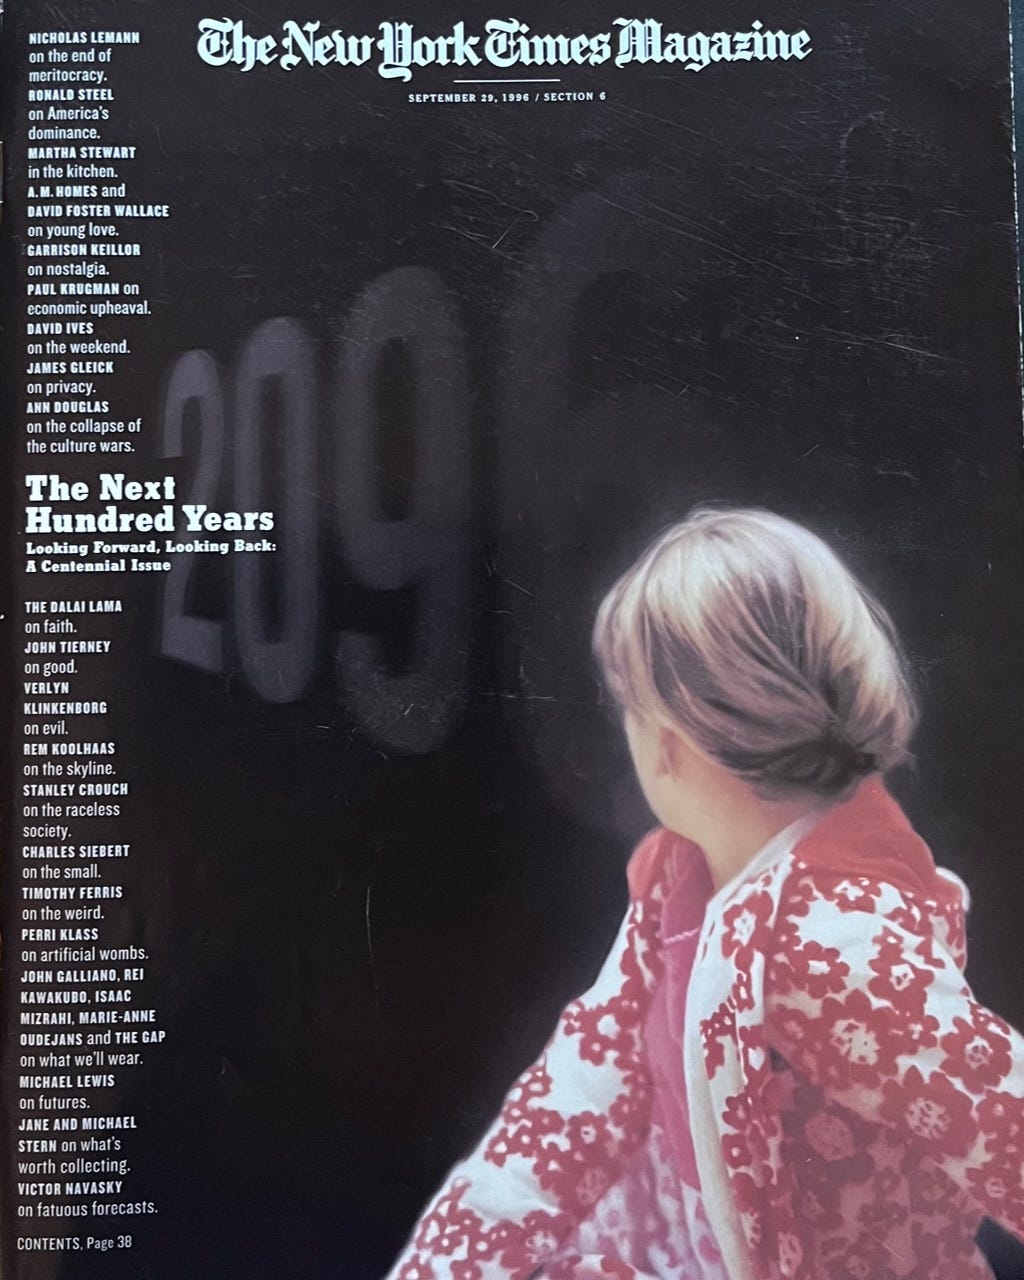 The New York Times Magazine
SEPTEMBER 29, 1996 / SECTION 6
NICHOLAS LEMANN
on the end of
meritocracy.
RONALD STEEL
on America's
dominance.
MARTHA STEWART
in the kitchen.
A.M. HOMES and
DAVID FOSTER WALLACE
on young love.
GARRISON KEILLOR
on nostalgia.
PAUL KRUGMAN on
economic upheaval.
DAVID IVES
on the weekend.
JAMES GLEICK
on privacy.
ANN DOUGLAS
on the collapse of
the culture wars.
The Next
Hundred Years
Looking Forward, Looking Back:
A Centennial Issue
THE DALAI LAMA
on faith.
JOHN TIERNEY
on good.
VERLYN
KLINKENBORG
on evil.
REM KOOLHAAS
on the skyline.
STANLEY CROUCH
on the raceless
society.
CHARLES SIEBERT
on the small.
TIMOTHY FERRIS
on the weird.
PERRI KLASS
on artificial wombs.
JOHN GALLIANO, REI
KAWAKUBO, ISAAC
MIZRAHI, MARIE-ANNE
OUDEJANS and THE GAP
on what we'll wear.
MICHAEL LEWIS
on futures.
JANE AND MICHAEL
STERN on what's
worth collecting.
VICTOR NAVASKY
on fatuous forecasts.
CONTENTS, Page 38
2096